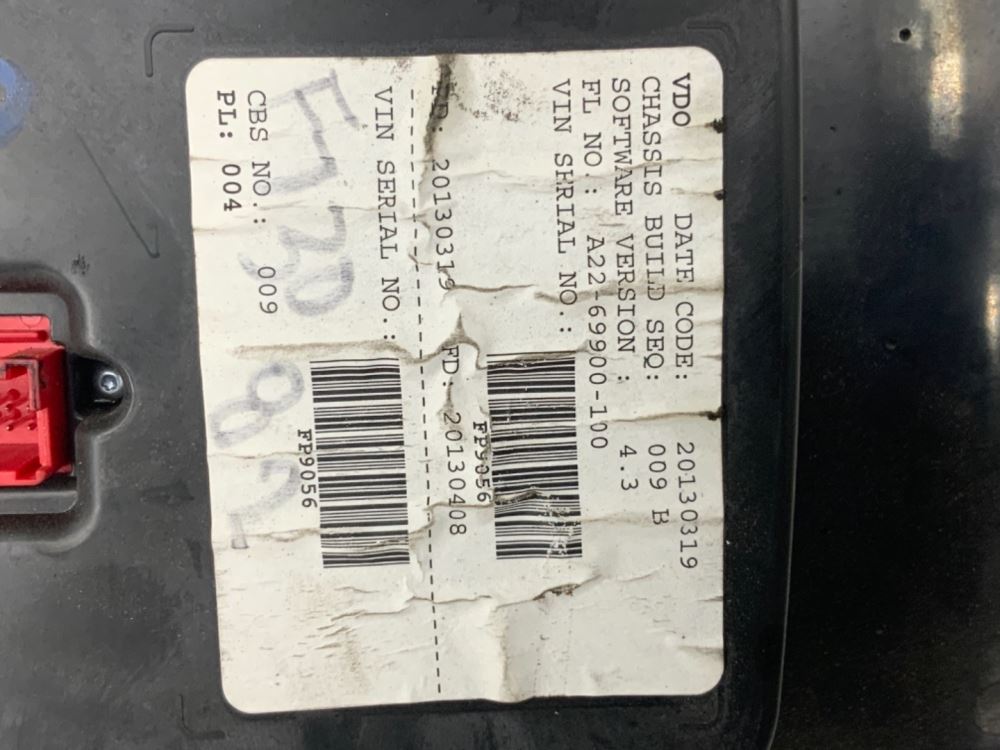 VDO DATE CODE: 20130319
CHASSIS BUILD SEQ: 009 B
SOFTWARE VERSION : 4.3
FL NO.: A22-69900-100
VIN SERIAL NO.:
FP9056
PD: 20130319 FD: 20130408
VIN SERIAL NO.:
FP9056
CBS NO.: 009
PL: 004